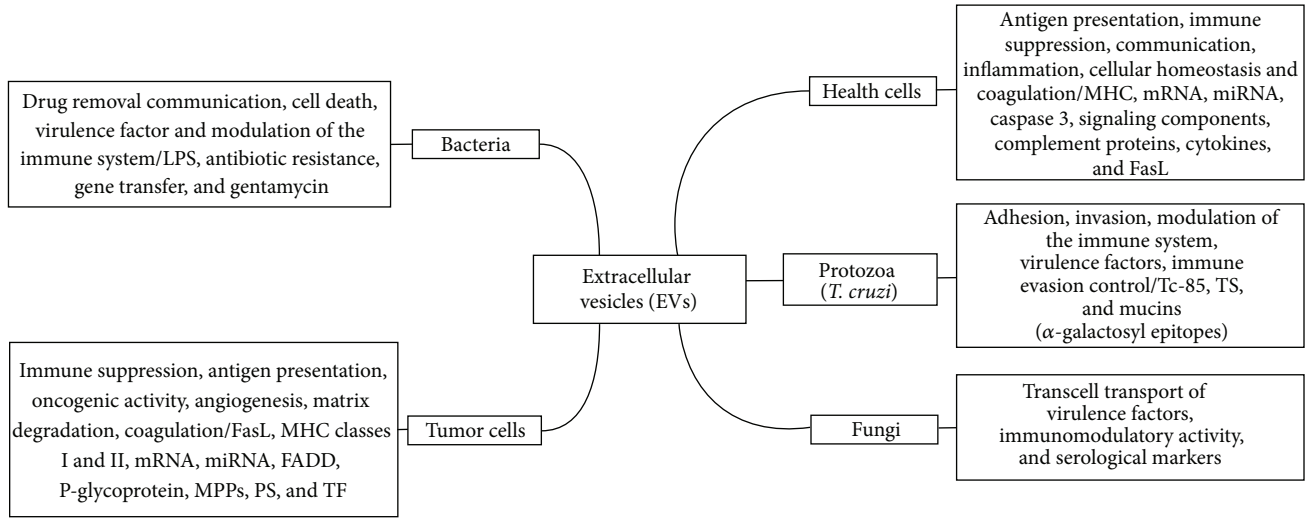 Drug removal communication, cell death,
virulence factor and modulation of the
immune system/LPS, antibiotic resistance,
gene transfer, and gentamycin
Bacteria
Immune suppression, antigen presentation,
oncogenic activity, angiogenesis, matrix
degradation, coagulation/FasL, MHC classes
I and II, mRNA, miRNA, FADD,
P-glycoprotein, MPPs, PS, and TF
Tumor cells
Extracellular
vesicles (EVs)
Health cells
Antigen presentation, immune
suppression, communication,
inflammation, cellular homeostasis and
coagulation/MHC, mRNA, miRNA,
caspase 3, signaling components,
complement proteins, cytokines,
and FasL
Protozoa
(T. cruzi)
Adhesion, invasion, modulation of
the immune system,
virulence factors, immune
evasion control/Tc-85, TS,
and mucins
(α-galactosyl epitopes)
Fungi
Transcell transport of
virulence factors,
immunomodulatory activity,
and serological markers